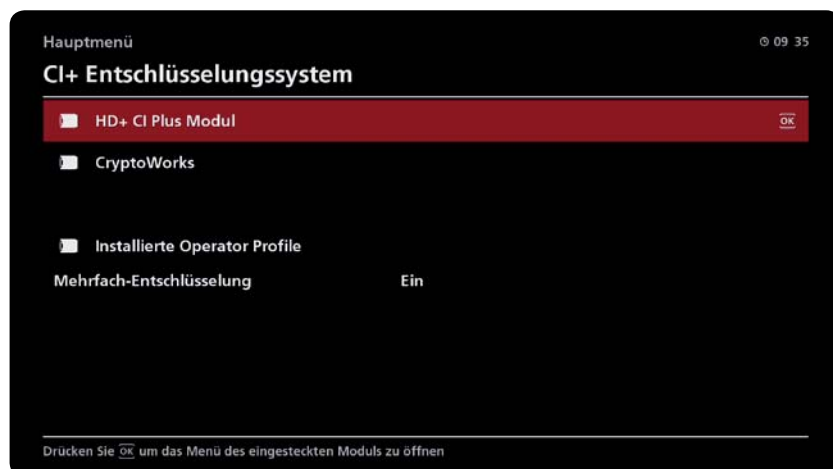 Hauptmenü
09 35
CI+ Entschlüsselungssystem
HD+ CI Plus Modul OK
CryptoWorks
Installierte Operator Profile
Mehrfach-Entschlüsselung Ein
Drücken Sie OK um das Menü des eingesteckten Moduls zu öffnen